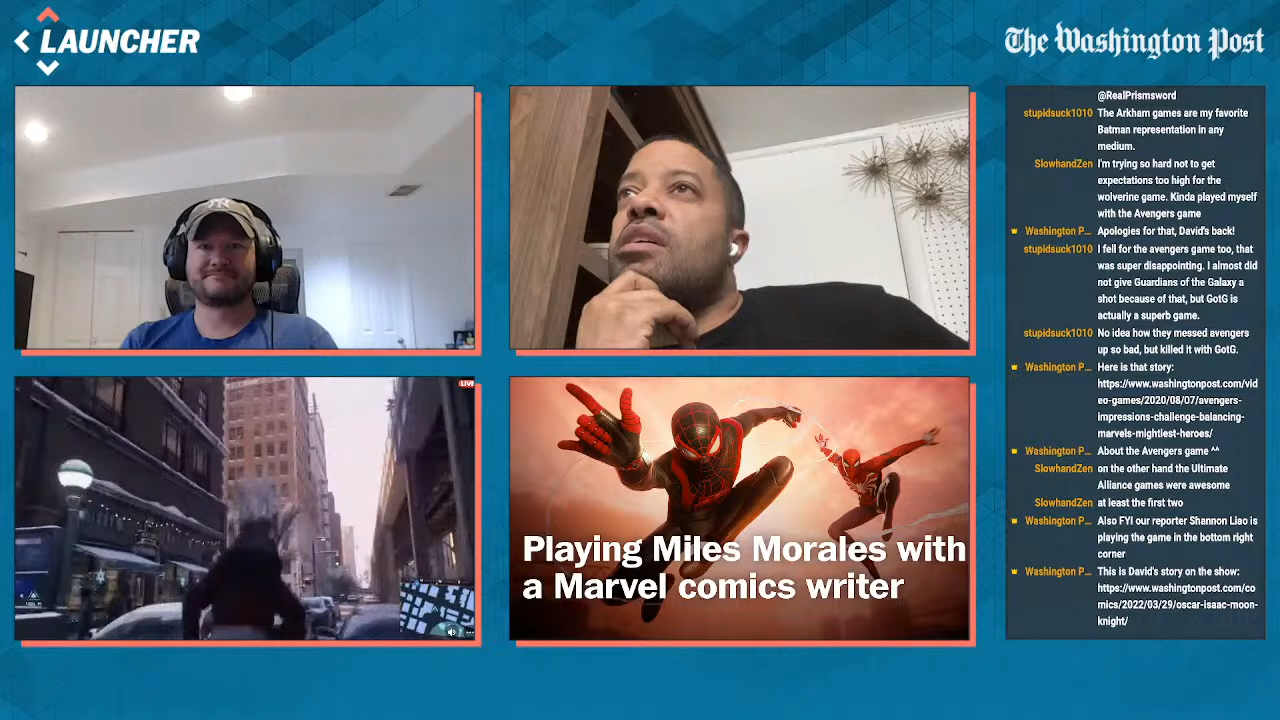 LAUNCHER
The Washington Post
LIVE
NY
Playing Miles Morales with
a Marvel comics writer
@RealPrismsword
stupidsuck1010 The Arkham games are my favorite
Batman representation in any
medium.
SlowhandZen I'm trying so hard not to get
expectations too high for the
wolverine game. Kinda played myself
with the Avengers game
Washington P... Apologies for that, David's back!
stupidsuck1010 I fell for the avengers game too, that
was super disappointing. I almost did
not give Guardians of the Galaxy a
shot because of that, but GotG is
actually a superb game.
stupidsuck1010 No idea how they messed avengers
up so bad, but killed it with GotG.
Washington P... Here is that story:
https://www.washingtonpost.com/vid
eo-games/2020/08/07/avengers-
impressions-challenge-balancing-
marvels-mightiest-heroes/
Washington P... About the Avengers game ^^
SlowhandZen on the other hand the Ultimate
Alliance games were awesome
SlowhandZen at least the first two
Washington P... Also FYI our reporter Shannon Liao is
playing the game in the bottom right
corner
Washington P... This is David's story on the show:
https://www.washingtonpost.com/co
mics/2022/03/29/oscar-isaac-moon-
knight/